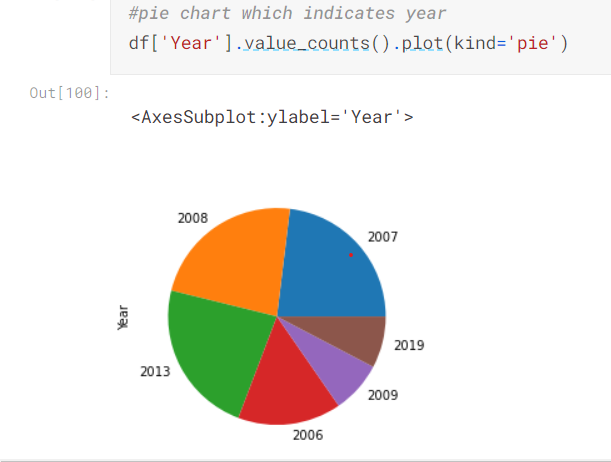 #pie chart which indicates year
df['Year'].value_counts().plot(kind='pie')
Out[100]:
<AxesSubplot:ylabel='Year'>
2008
2007
Year
2019
2013
2009
2006